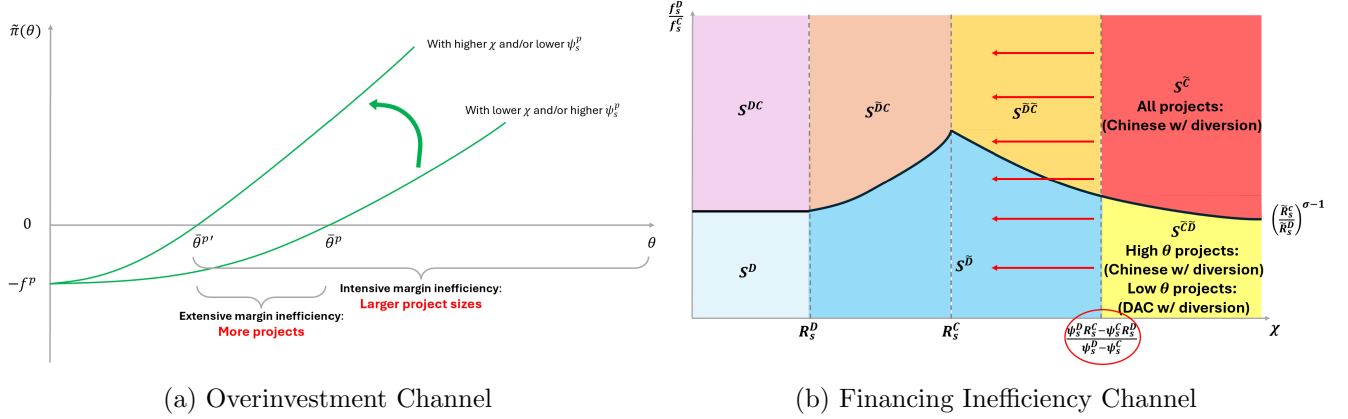 π̃(θ)
With higher χ and/or lower ψ_s^p
With lower χ and/or higher ψ_s^p
0
θ̄^p′
θ̄^p
θ
−f^p
Intensive margin inefficiency:
Larger project sizes
Extensive margin inefficiency:
More projects
(a) Overinvestment Channel
f_s^D / f_s^C
S^DC
S^D̃C
S^D̃C̃
S^C̃
All projects:
(Chinese w/ diversion)
(R̃_s^C / R̃_s^D)^σ−1
S^D
S^D̃
S^C̃D̃
High θ projects:
(Chinese w/ diversion)
Low θ projects:
(DAC w/ diversion)
R_s^D
R_s^C
ψ_s^D R_s^C − ψ_s^C R_s^D / ψ_s^D − ψ_s^C
χ
(b) Financing Inefficiency Channel